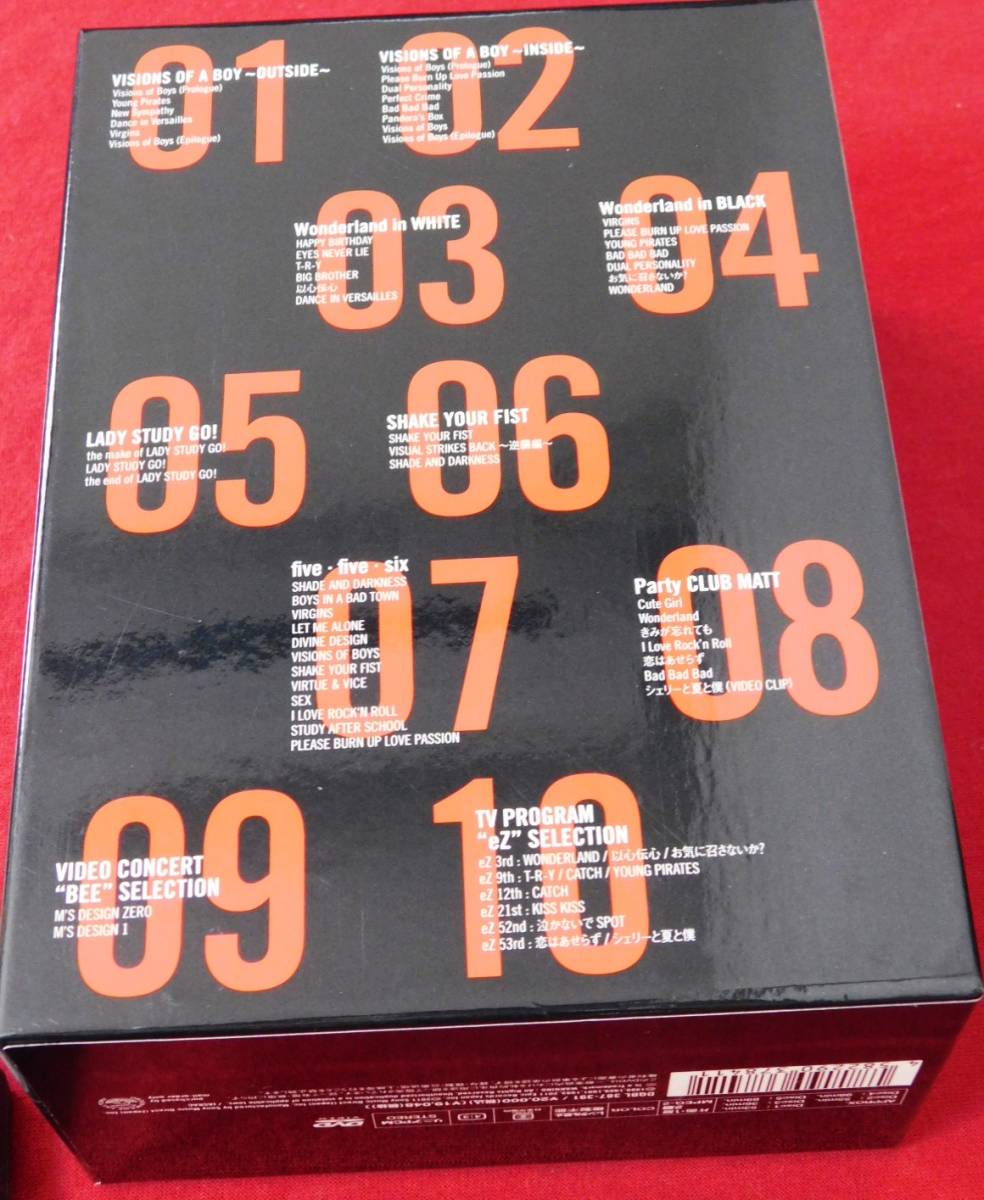 01
VISIONS OF A BOY ~OUTSIDE~
Visions of Boys (Prologue)
Young Pirates
New Sympathy
Dance in Versailles
Virgins
Visions of Boys (Epilogue)
02
VISIONS OF A BOY ~INSIDE~
Visions of Boys (Prologue)
Please Burn Up Love Passion
Dual Personality
Perfect Crime
Bad Bad Bad
Pandora's Box
Visions of Boys
Visions of Boys (Epilogue)
03
Wonderland in WHITE
HAPPY BIRTHDAY
EYES NEVER LIE
T-R-Y
BIG BROTHER
以心伝心
DANCE IN VERSAILLES
04
Wonderland in BLACK
VIRGINS
PLEASE BURN UP LOVE PASSION
YOUNG PIRATES
BAD BAD BAD
DUAL PERSONALITY
お気に召さないか?
WONDERLAND
05
LADY STUDY GO!
the make of LADY STUDY GO!
LADY STUDY GO!
the end of LADY STUDY GO!
06
SHAKE YOUR FIST
SHAKE YOUR FIST
VISUAL STRIKES BACK ~逆襲編~
SHADE AND DARKNESS
07
five・five・six
SHADE AND DARKNESS
BOYS IN A BAD TOWN
VIRGINS
LET ME ALONE
DIVINE DESIGN
VISIONS OF BOYS
SHAKE YOUR FIST
VIRTUE & VICE
SEX
I LOVE ROCK'N ROLL
STUDY AFTER SCHOOL
PLEASE BURN UP LOVE PASSION
08
Party CLUB MATT
Cute Girl
Wonderland
きみが忘れても
I Love Rock'n Roll
恋はあせらず
Bad Bad Bad
シェリーと夏と僕 (VIDEO CLIP)
09
VIDEO CONCERT
"BEE" SELECTION
M'S DESIGN ZERO
M'S DESIGN 1
10
TV PROGRAM
"eZ" SELECTION
eZ 3rd : WONDERLAND / 以心伝心 / お気に召さないか?
eZ 9th : T-R-Y / CATCH / YOUNG PIRATES
eZ 12th : CATCH
eZ 21st : KISS KISS
eZ 52nd : 泣かないで SPOT
eZ 53rd : 恋はあせらず / シェリーと夏と僕
DVD
VIDEO
リニアPCM
STEREO
4:3
COLOR